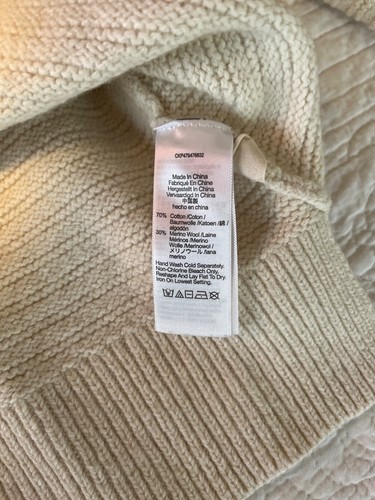 Made In China
Fabriqué En Chine
Hergestellt In China
Vervaardigd In China
中国製
hecho en china
70% Cotton /Coton /
Baumwolle /Katoen /綿 /
algodón
30% Merino Wool /Laine
Mérinos /Merino
Wolle /Merinowol /
メリノウール /lana
merino
Hand Wash Cold Separately.
Non-Chlorine Bleach Only.
Reshape And Lay Flat To Dry.
Iron On Lowest Setting.